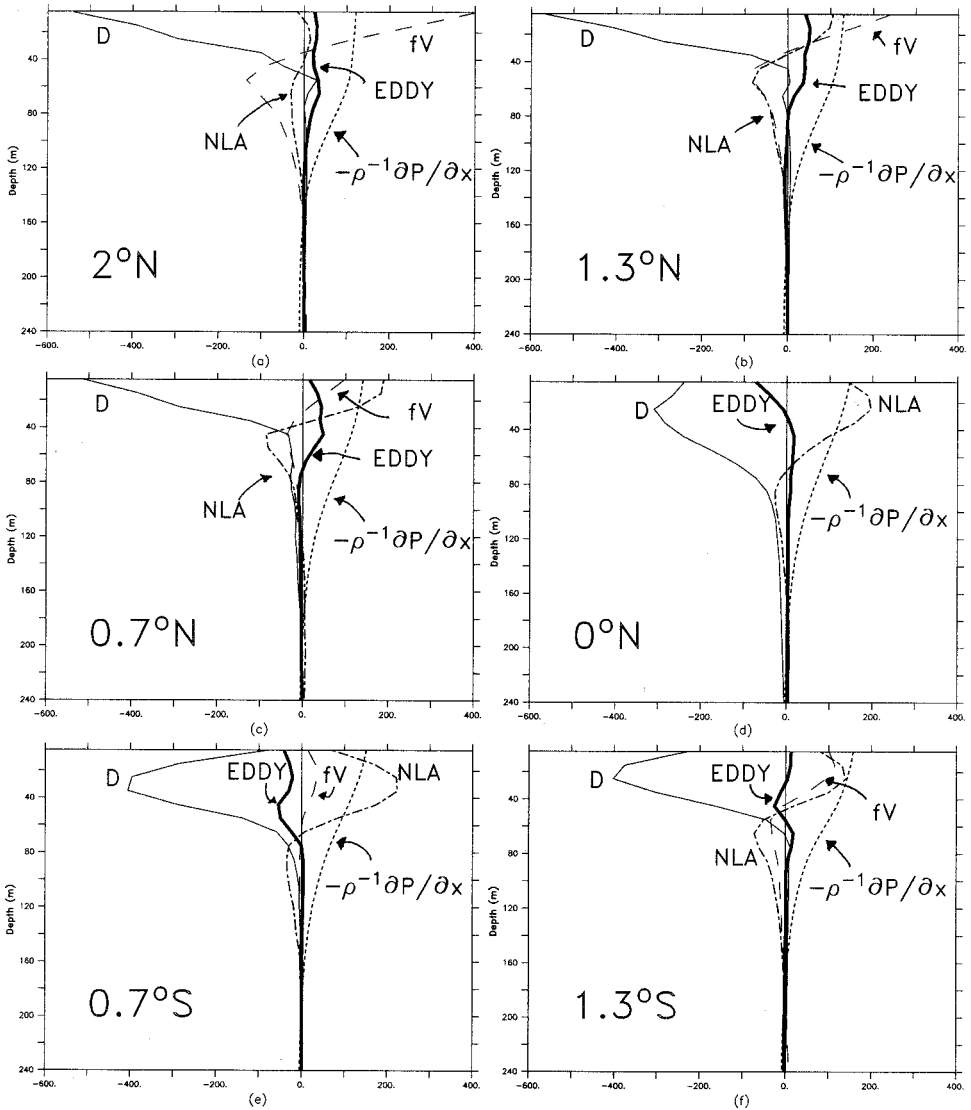 D
fV
EDDY
NLA
−ρ⁻¹∂P/∂x
2°N
Depth (m)
40
80
120
160
200
240
−600. −400. −200. 0. 200. 400.
(a)
D
fV
EDDY
NLA
−ρ⁻¹∂P/∂x
1.3°N
Depth (m)
40
80
120
160
200
240
−600. −400. −200. 0. 200. 400.
(b)
D
fV
EDDY
NLA
−ρ⁻¹∂P/∂x
0.7°N
Depth (m)
40
80
120
160
200
240
−600. −400. −200. 0. 200. 400.
(c)
D
EDDY
NLA
−ρ⁻¹∂P/∂x
0°N
Depth (m)
40
80
120
160
200
240
−600. −400. −200. 0. 200. 400.
(d)
D
EDDY
fV
NLA
−ρ⁻¹∂P/∂x
0.7°S
Depth (m)
40
80
120
160
200
240
−600. −400. −200. 0. 200. 400.
(e)
D
EDDY
fV
NLA
−ρ⁻¹∂P/∂x
1.3°S
Depth (m)
40
80
120
160
200
240
−600. −400. −200. 0. 200. 400.
(f)